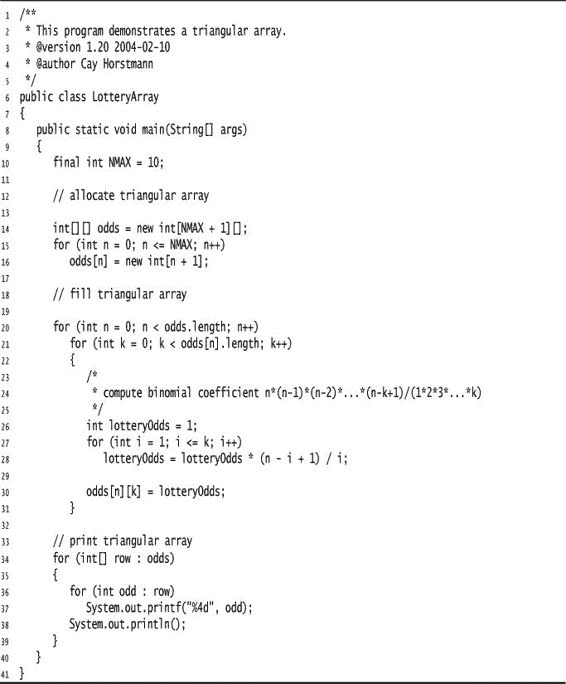 1 /**
2  * This program demonstrates a triangular array.
3  * @version 1.20 2004-02-10
4  * @author Cay Horstmann
5  */
6 public class LotteryArray
7 {
8    public static void main(String[] args)
9    {
10       final int NMAX = 10;
11
12       // allocate triangular array
13
14       int[][] odds = new int[NMAX + 1][];
15       for (int n = 0; n <= NMAX; n++)
16          odds[n] = new int[n + 1];
17
18       // fill triangular array
19
20       for (int n = 0; n < odds.length; n++)
21          for (int k = 0; k < odds[n].length; k++)
22          {
23             /*
24              * compute binomial coefficient n*(n-1)*(n-2)*...*(n-k+1)/(1*2*3*...*k)
25              */
26             int lotteryOdds = 1;
27             for (int i = 1; i <= k; i++)
28                lotteryOdds = lotteryOdds * (n - i + 1) / i;
29
30             odds[n][k] = lotteryOdds;
31          }
32
33       // print triangular array
34       for (int[] row : odds)
35       {
36          for (int odd : row)
37             System.out.printf("%4d", odd);
38          System.out.println();
39       }
40    }
41 }